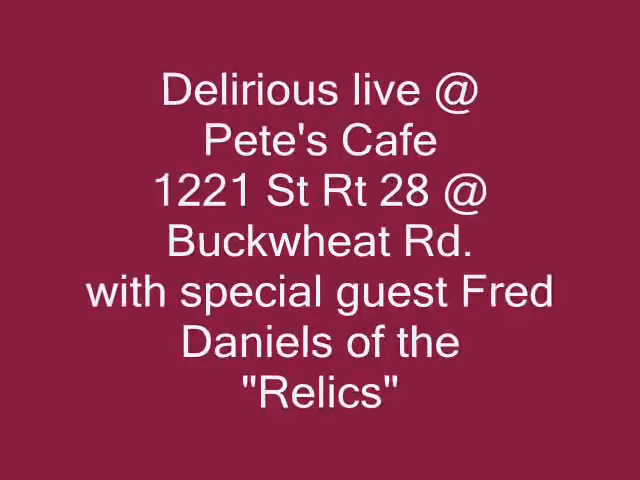 Delirious live @
Pete's Cafe
1221 St Rt 28 @
Buckwheat Rd.
with special guest Fred
Daniels of the
"Relics"